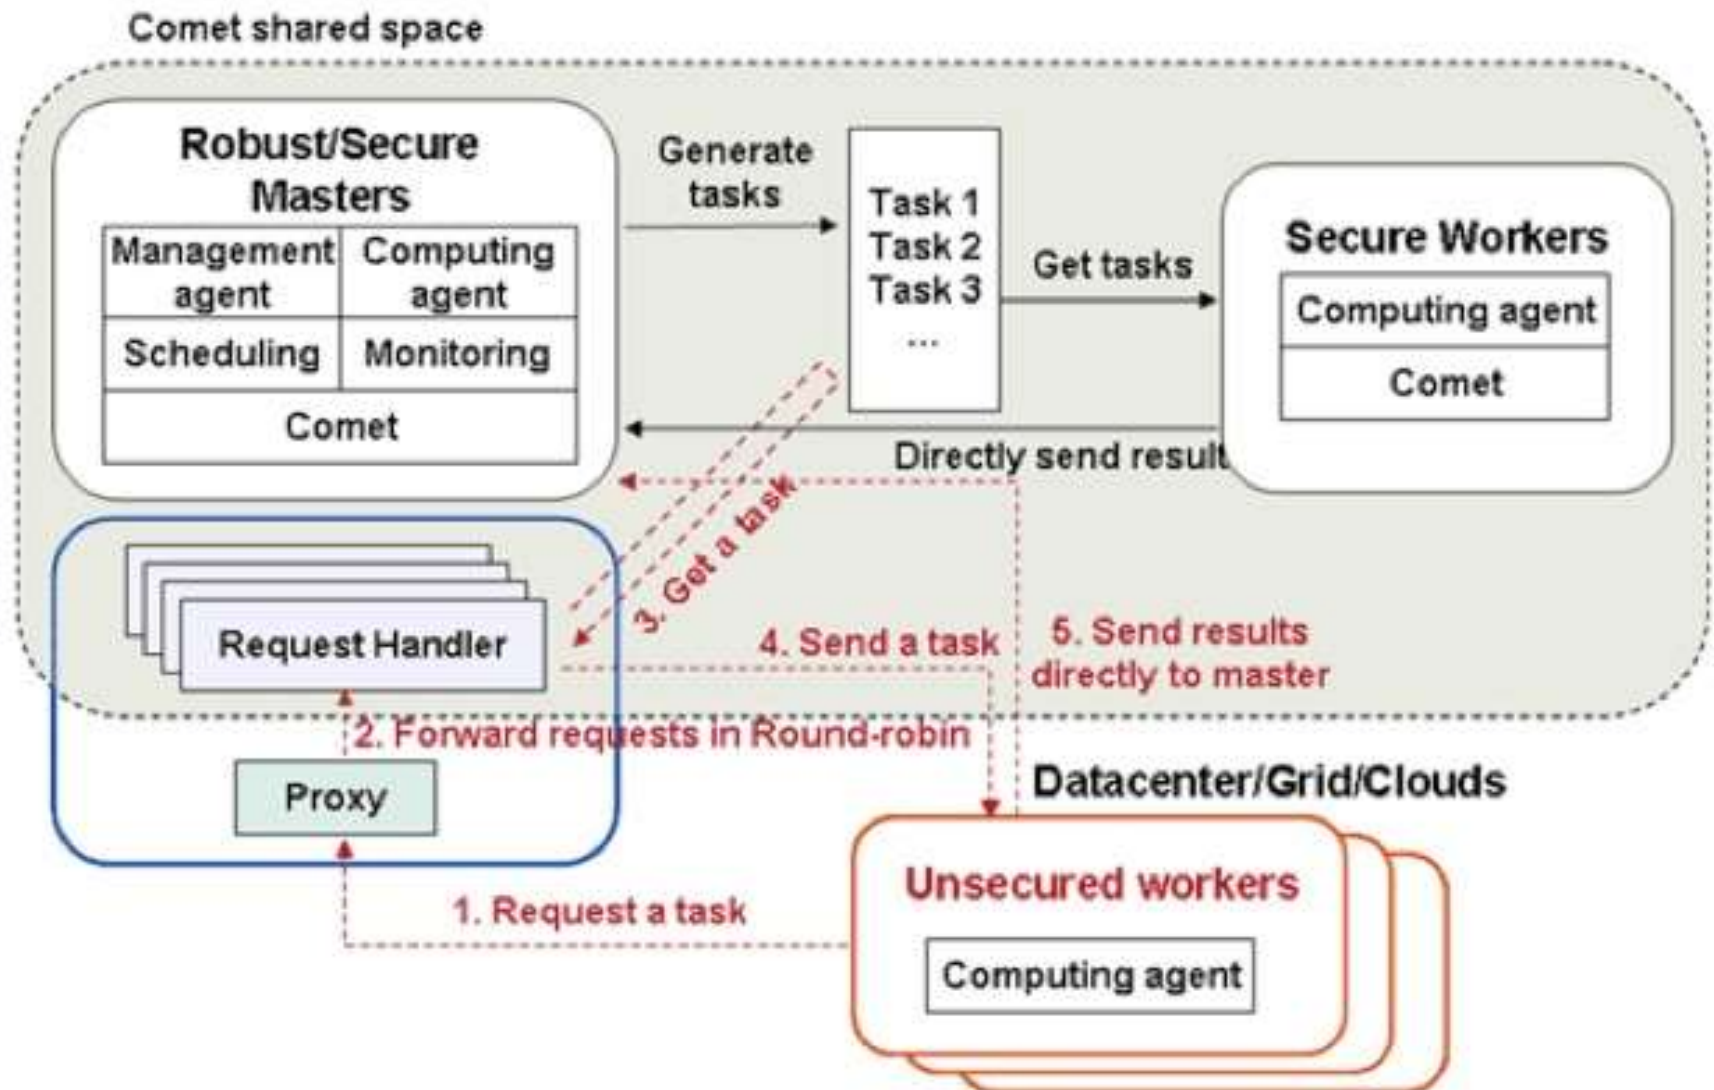 Comet shared space
Robust/Secure
Masters
Management
agent
Computing
agent
Scheduling
Monitoring
Comet
Generate
tasks
Task 1
Task 2
Task 3
...
Get tasks
Secure Workers
Computing agent
Comet
Directly send result
3. Get a task
Request Handler
4. Send a task
5. Send results
directly to master
2. Forward requests in Round-robin
Proxy
Datacenter/Grid/Clouds
1. Request a task
Unsecured workers
Computing agent